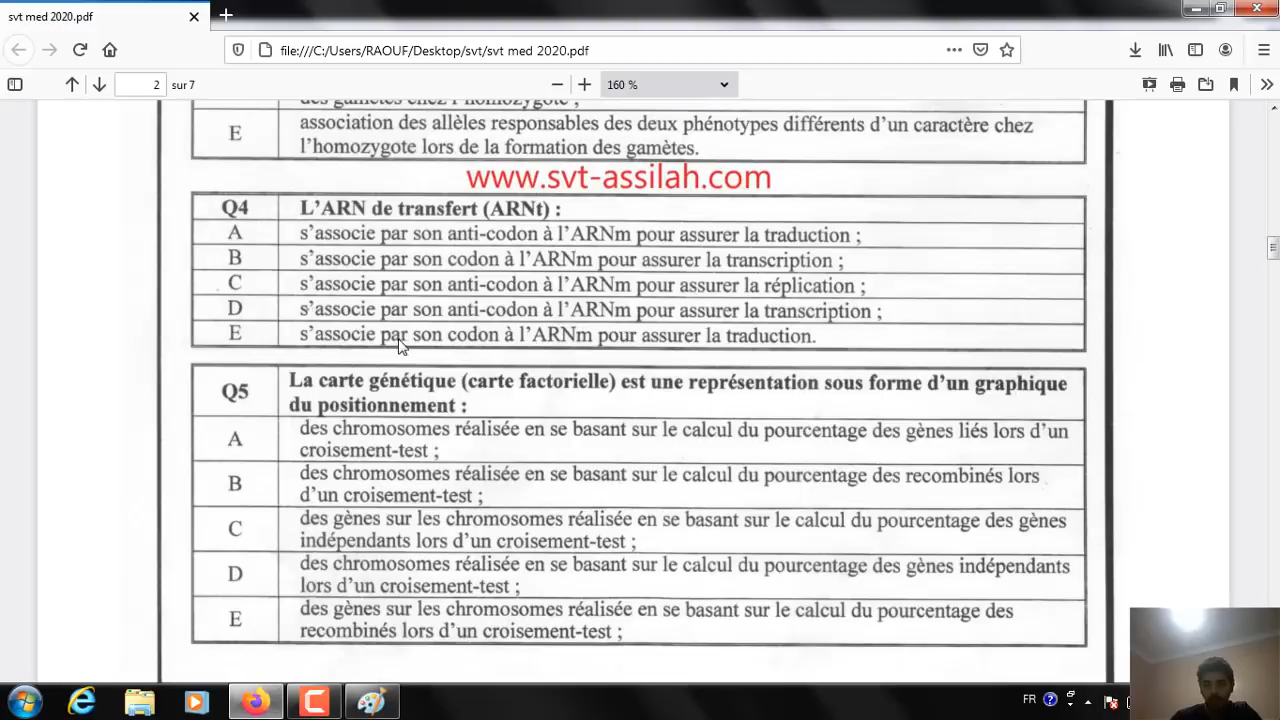 svt med 2020.pdf
file:///C:/Users/RAOUF/Desktop/svt/svt med 2020.pdf
2 sur 7 160 %
des gamètes chez l'homozygote ;
E association des allèles responsables des deux phénotypes différents d'un caractère chez
l'homozygote lors de la formation des gamètes.
www.svt-assilah.com
Q4 L'ARN de transfert (ARNt) :
A s'associe par son anti-codon à l'ARNm pour assurer la traduction ;
B s'associe par son codon à l'ARNm pour assurer la transcription ;
C s'associe par son anti-codon à l'ARNm pour assurer la réplication ;
D s'associe par son anti-codon à l'ARNm pour assurer la transcription ;
E s'associe par son codon à l'ARNm pour assurer la traduction.
Q5 La carte génétique (carte factorielle) est une représentation sous forme d'un graphique
du positionnement :
A des chromosomes réalisée en se basant sur le calcul du pourcentage des gènes liés lors d'un
croisement-test ;
B des chromosomes réalisée en se basant sur le calcul du pourcentage des recombinés lors
d'un croisement-test ;
C des gènes sur les chromosomes réalisée en se basant sur le calcul du pourcentage des gènes
indépendants lors d'un croisement-test ;
D des chromosomes réalisée en se basant sur le calcul du pourcentage des gènes indépendants
lors d'un croisement-test ;
E des gènes sur les chromosomes réalisée en se basant sur le calcul du pourcentage des
recombinés lors d'un croisement-test ;
FR